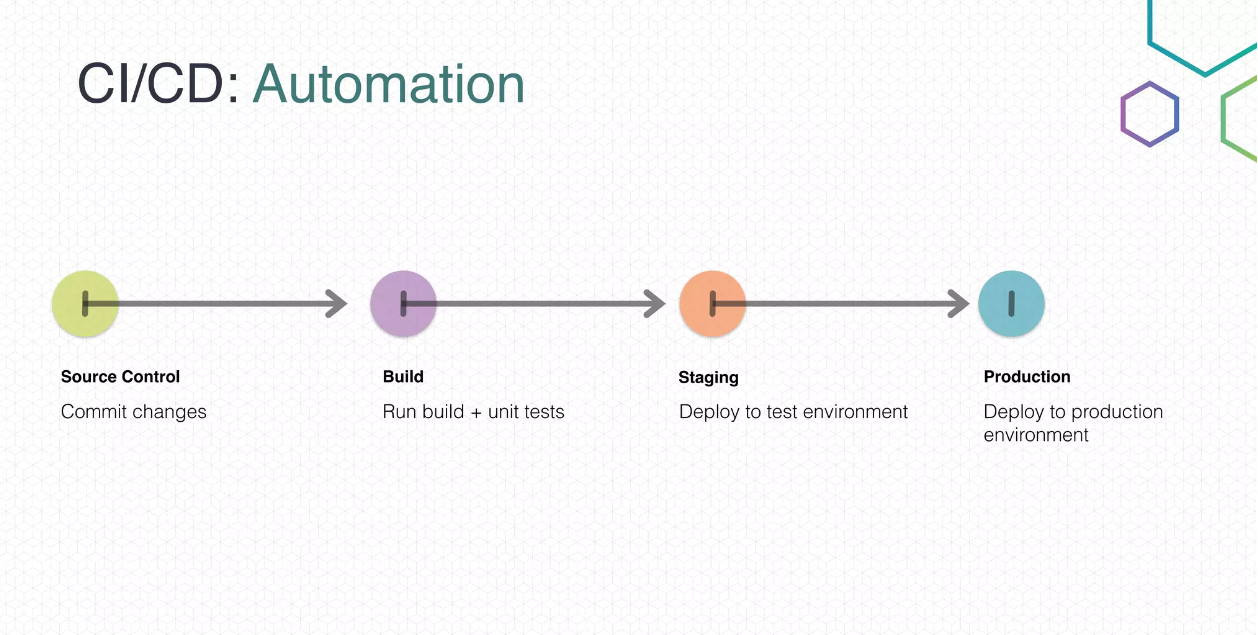 CI/CD: Automation
Source Control
Commit changes
Build
Run build + unit tests
Staging
Deploy to test environment
Production
Deploy to production
environment